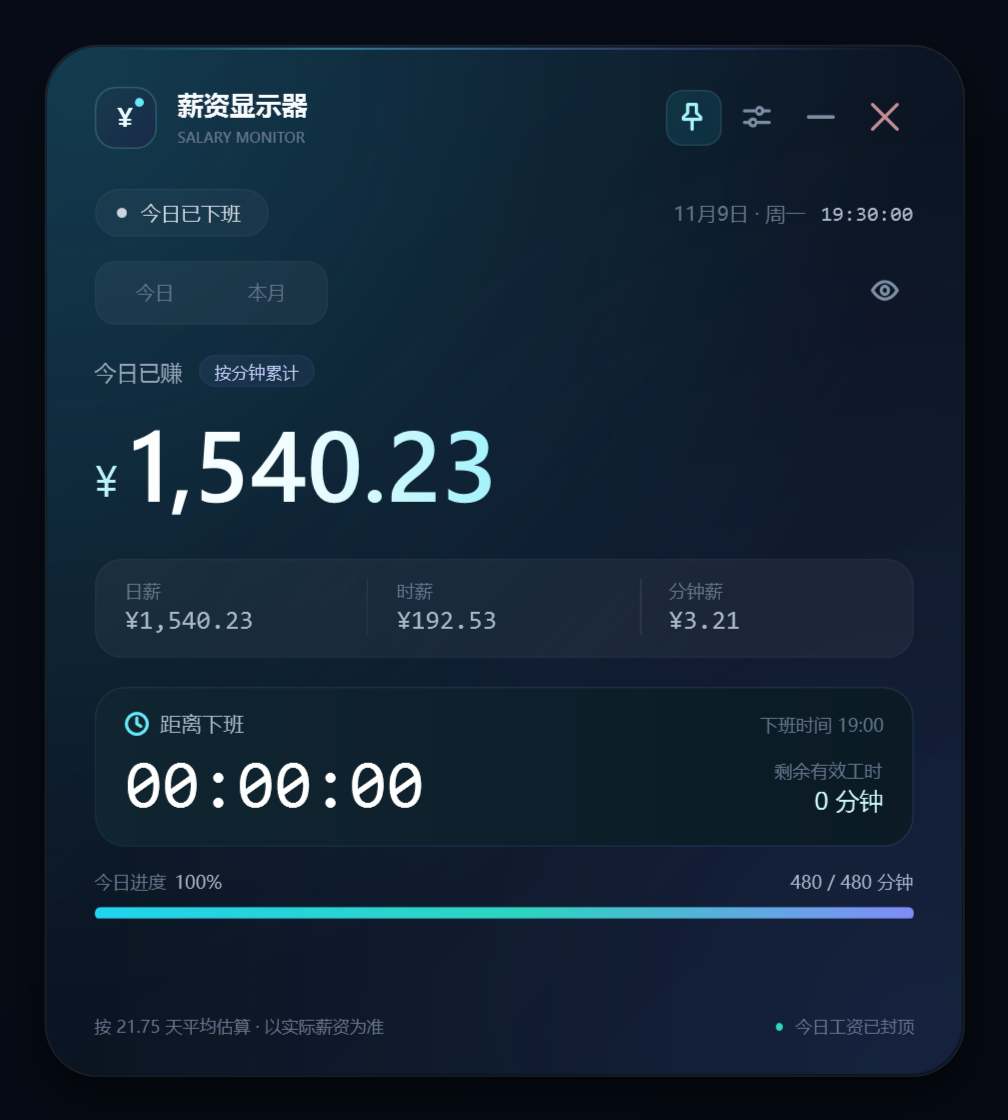 ¥ 薪资显示器
SALARY MONITOR
今日已下班
11月9日 · 周一 19:30:00
今日 本月
今日已赚 按分钟累计
¥ 1,540.23
日薪 时薪 分钟薪
¥1,540.23 ¥192.53 ¥3.21
距离下班 下班时间 19:00
00:00:00
剩余有效工时
0 分钟
今日进度 100% 480 / 480 分钟
按 21.75 天平均估算 · 以实际薪资为准 今日工资已封顶